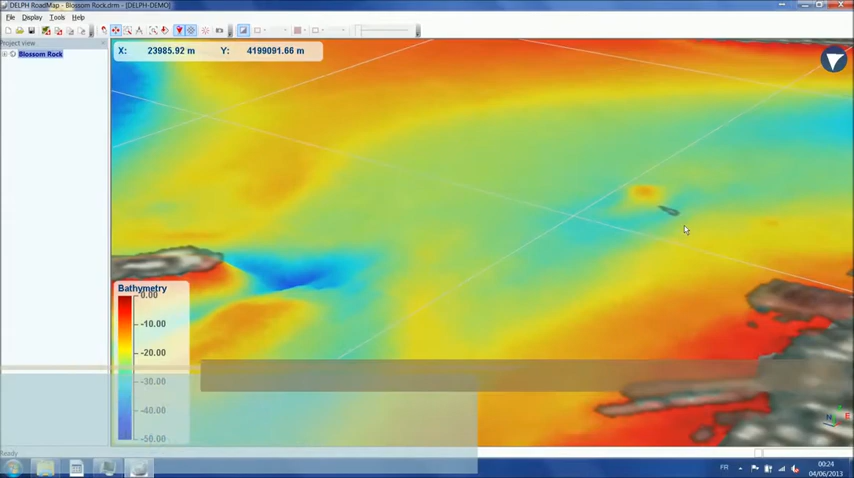 DELPH RoadMap - Blossom Rock.drm - [DELPH-DEMO]
File Display Tools Help
Project view
Blossom Rock
X: 23985.92 m Y: 4199091.66 m
Bathymetry
0.00
-10.00
-20.00
-30.00
-40.00
-50.00
N E
Ready
FR
00:24
04/06/2013